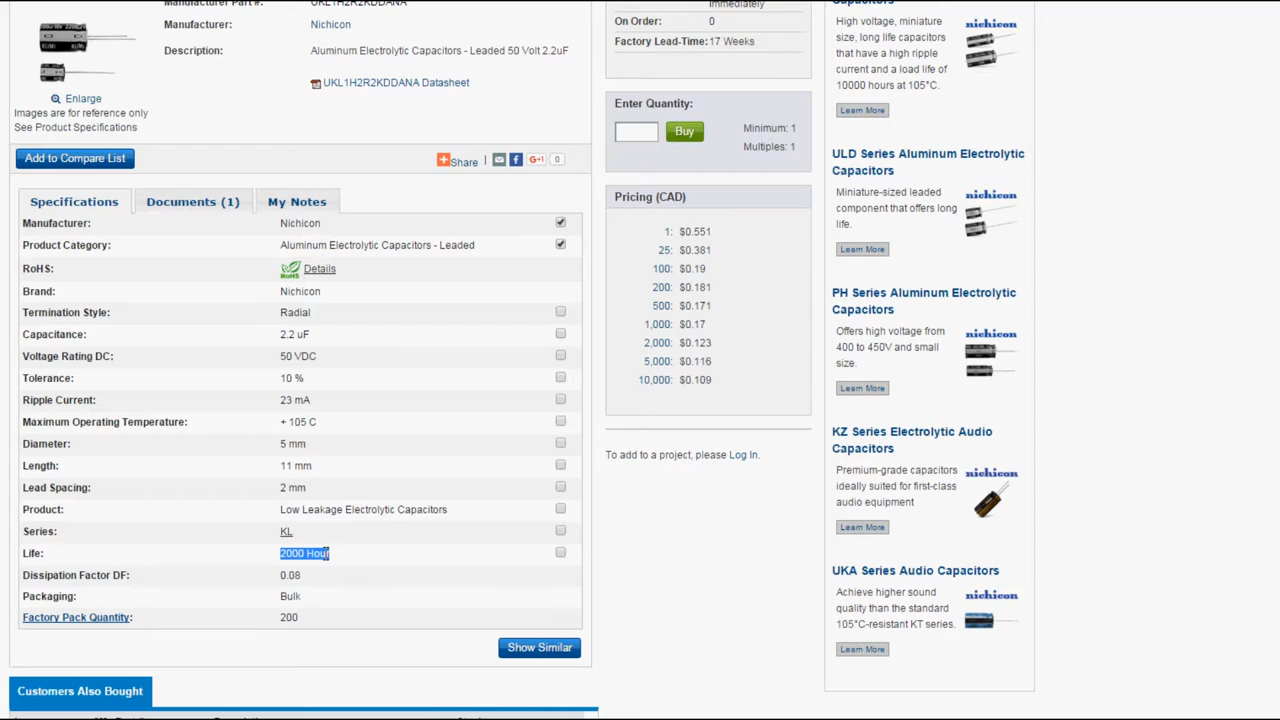 Manufacturer Part #: UKL1H2R2KDDANA
Manufacturer: Nichicon
Description: Aluminum Electrolytic Capacitors - Leaded 50 Volt 2.2uF
UKL1H2R2KDDANA Datasheet
Enlarge
Images are for reference only
See Product Specifications
Add to Compare List
Share | G+1 0
Specifications Documents (1) My Notes
Manufacturer: Nichicon
Product Category: Aluminum Electrolytic Capacitors - Leaded
RoHS: RoHS Details
Brand: Nichicon
Termination Style: Radial
Capacitance: 2.2 uF
Voltage Rating DC: 50 VDC
Tolerance: 10 %
Ripple Current: 23 mA
Maximum Operating Temperature: + 105 C
Diameter: 5 mm
Length: 11 mm
Lead Spacing: 2 mm
Product: Low Leakage Electrolytic Capacitors
Series: KL
Life: 2000 Hour
Dissipation Factor DF: 0.08
Packaging: Bulk
Factory Pack Quantity: 200
Show Similar
Customers Also Bought
Immediately
On Order: 0
Factory Lead-Time: 17 Weeks
Enter Quantity:
Buy
Minimum: 1
Multiples: 1
Pricing (CAD)
1: $0.551
25: $0.381
100: $0.19
200: $0.181
500: $0.171
1,000: $0.17
2,000: $0.123
5,000: $0.116
10,000: $0.109
To add to a project, please Log In.
Capacitors
High voltage, miniature
size, long life capacitors
that have a high ripple
current and a load life of
10000 hours at 105°C.
nichicon
Learn More
ULD Series Aluminum Electrolytic
Capacitors
Miniature-sized leaded
component that offers long
life.
nichicon
Learn More
PH Series Aluminum Electrolytic
Capacitors
Offers high voltage from
400 to 450V and small
size.
nichicon
Learn More
KZ Series Electrolytic Audio
Capacitors
Premium-grade capacitors
ideally suited for first-class
audio equipment
nichicon
Learn More
UKA Series Audio Capacitors
Achieve higher sound
quality than the standard
105°C-resistant KT series.
nichicon
Learn More